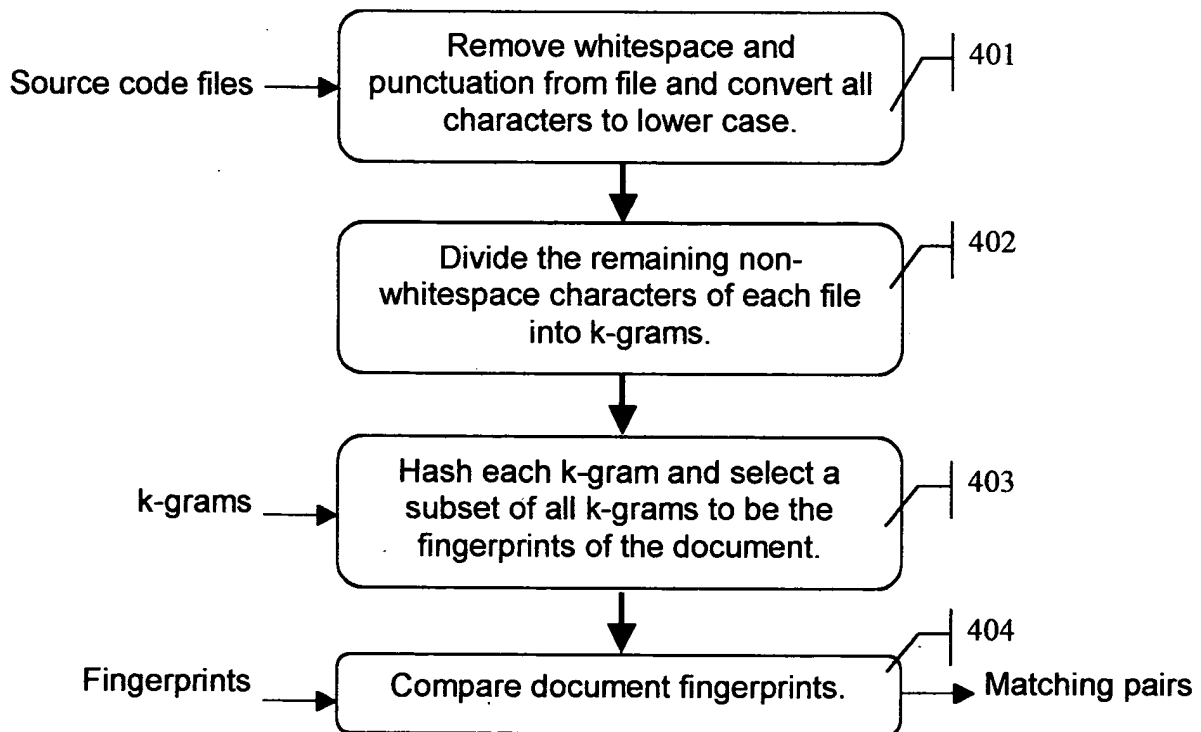 Remove whitespace and
punctuation from file and convert all
characters to lower case.
Source code files
401
Divide the remaining non-
whitespace characters of each file
into k-grams.
402
Hash each k-gram and select a
subset of all k-grams to be the
fingerprints of the document.
k-grams
403
Fingerprints
Compare document fingerprints.
404
Matching pairs